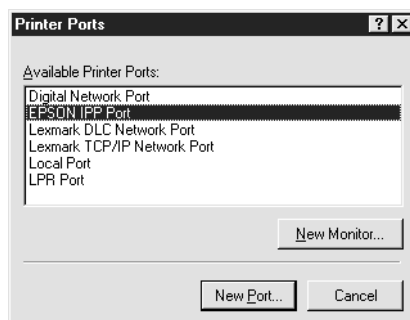 Printer Ports
Available Printer Ports:
Digital Network Port
EPSON IPP Port
Lexmark DLC Network Port
Lexmark TCP/IP Network Port
Local Port
LPR Port
New Monitor...
New Port... Cancel